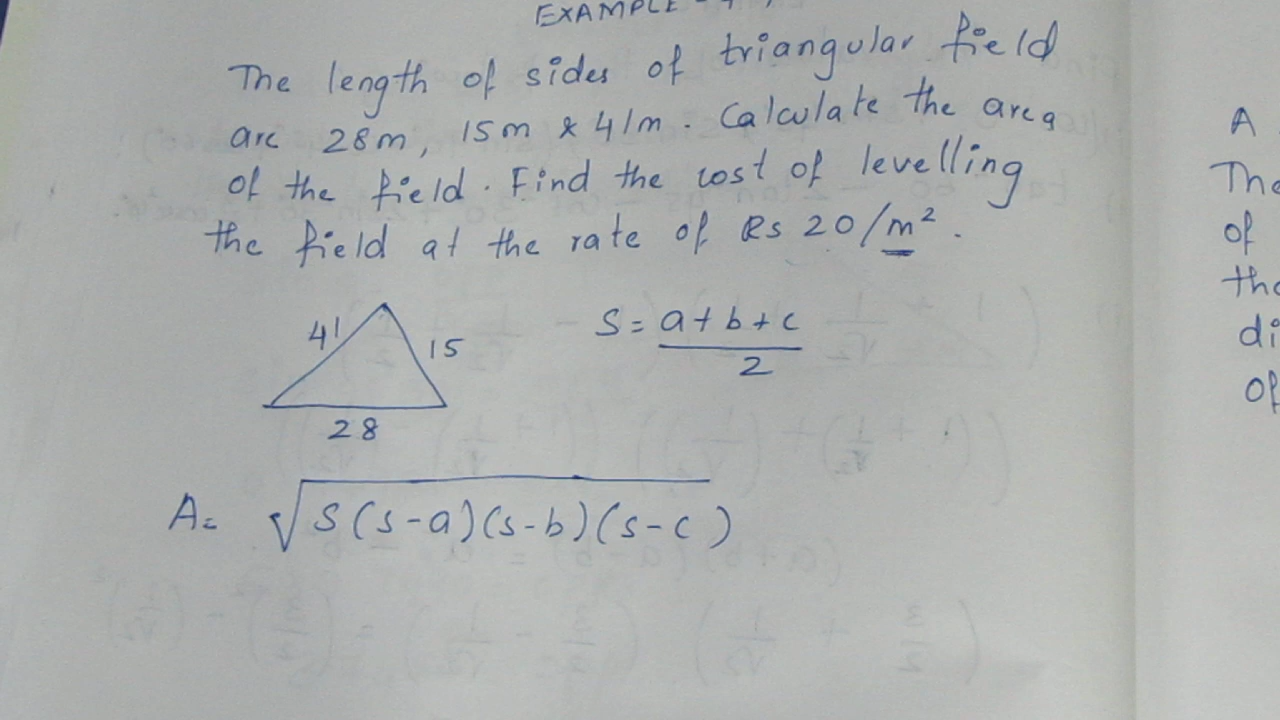 EXAMPLE -
The length of sides of triangular field
are 28m, 15m & 41m. Calculate the area
of the field. Find the cost of levelling
the field at the rate of Rs 20/m².
41
15
28
S = a+b+c
2
A = √S(s-a)(s-b)(s-c)
A
The
of
the
di
of